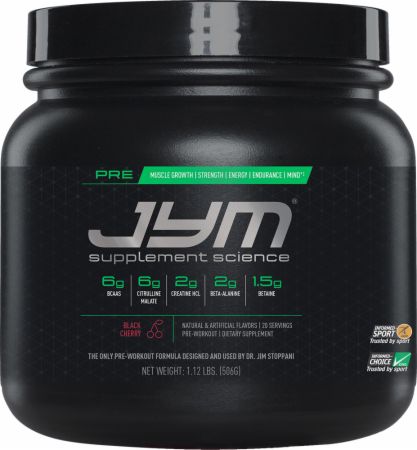 PRE MUSCLE GROWTH | STRENGTH | ENERGY | ENDURANCE | MIND*‡
JYM®
supplement science
6g 6g 2g 2g 1.5g
BCAAS CITRULLINE MALATE CREATINE HCL BETA-ALANINE BETAINE
BLACK CHERRY
NATURAL & ARTIFICIAL FLAVORS | 20 SERVINGS
PRE-WORKOUT | DIETARY SUPPLEMENT
THE ONLY PRE-WORKOUT FORMULA DESIGNED AND USED BY DR. JIM STOPPANI
NET WEIGHT: 1.12 LBS. (506G)
INFORMED
SPORT
Trusted by sport
INFORMED
CHOICE
Trusted by sport